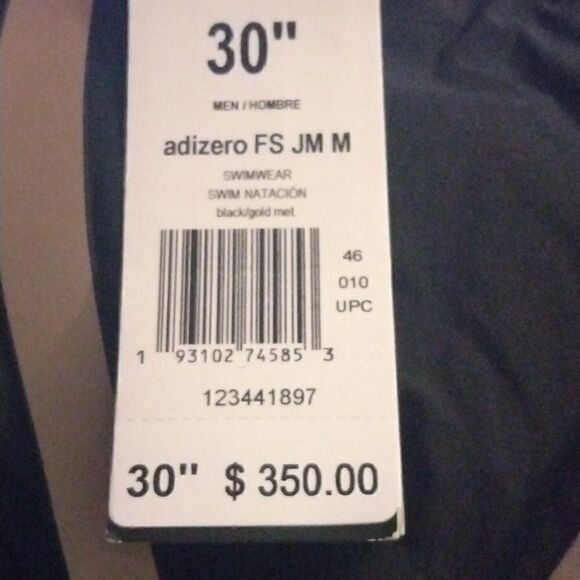 30"
MEN / HOMBRE
adizero FS JM M
SWIMWEAR
SWIM NATACIÓN
black/gold met.
46
010
UPC
1 93102 74585 3
123441897
30" $ 350.00